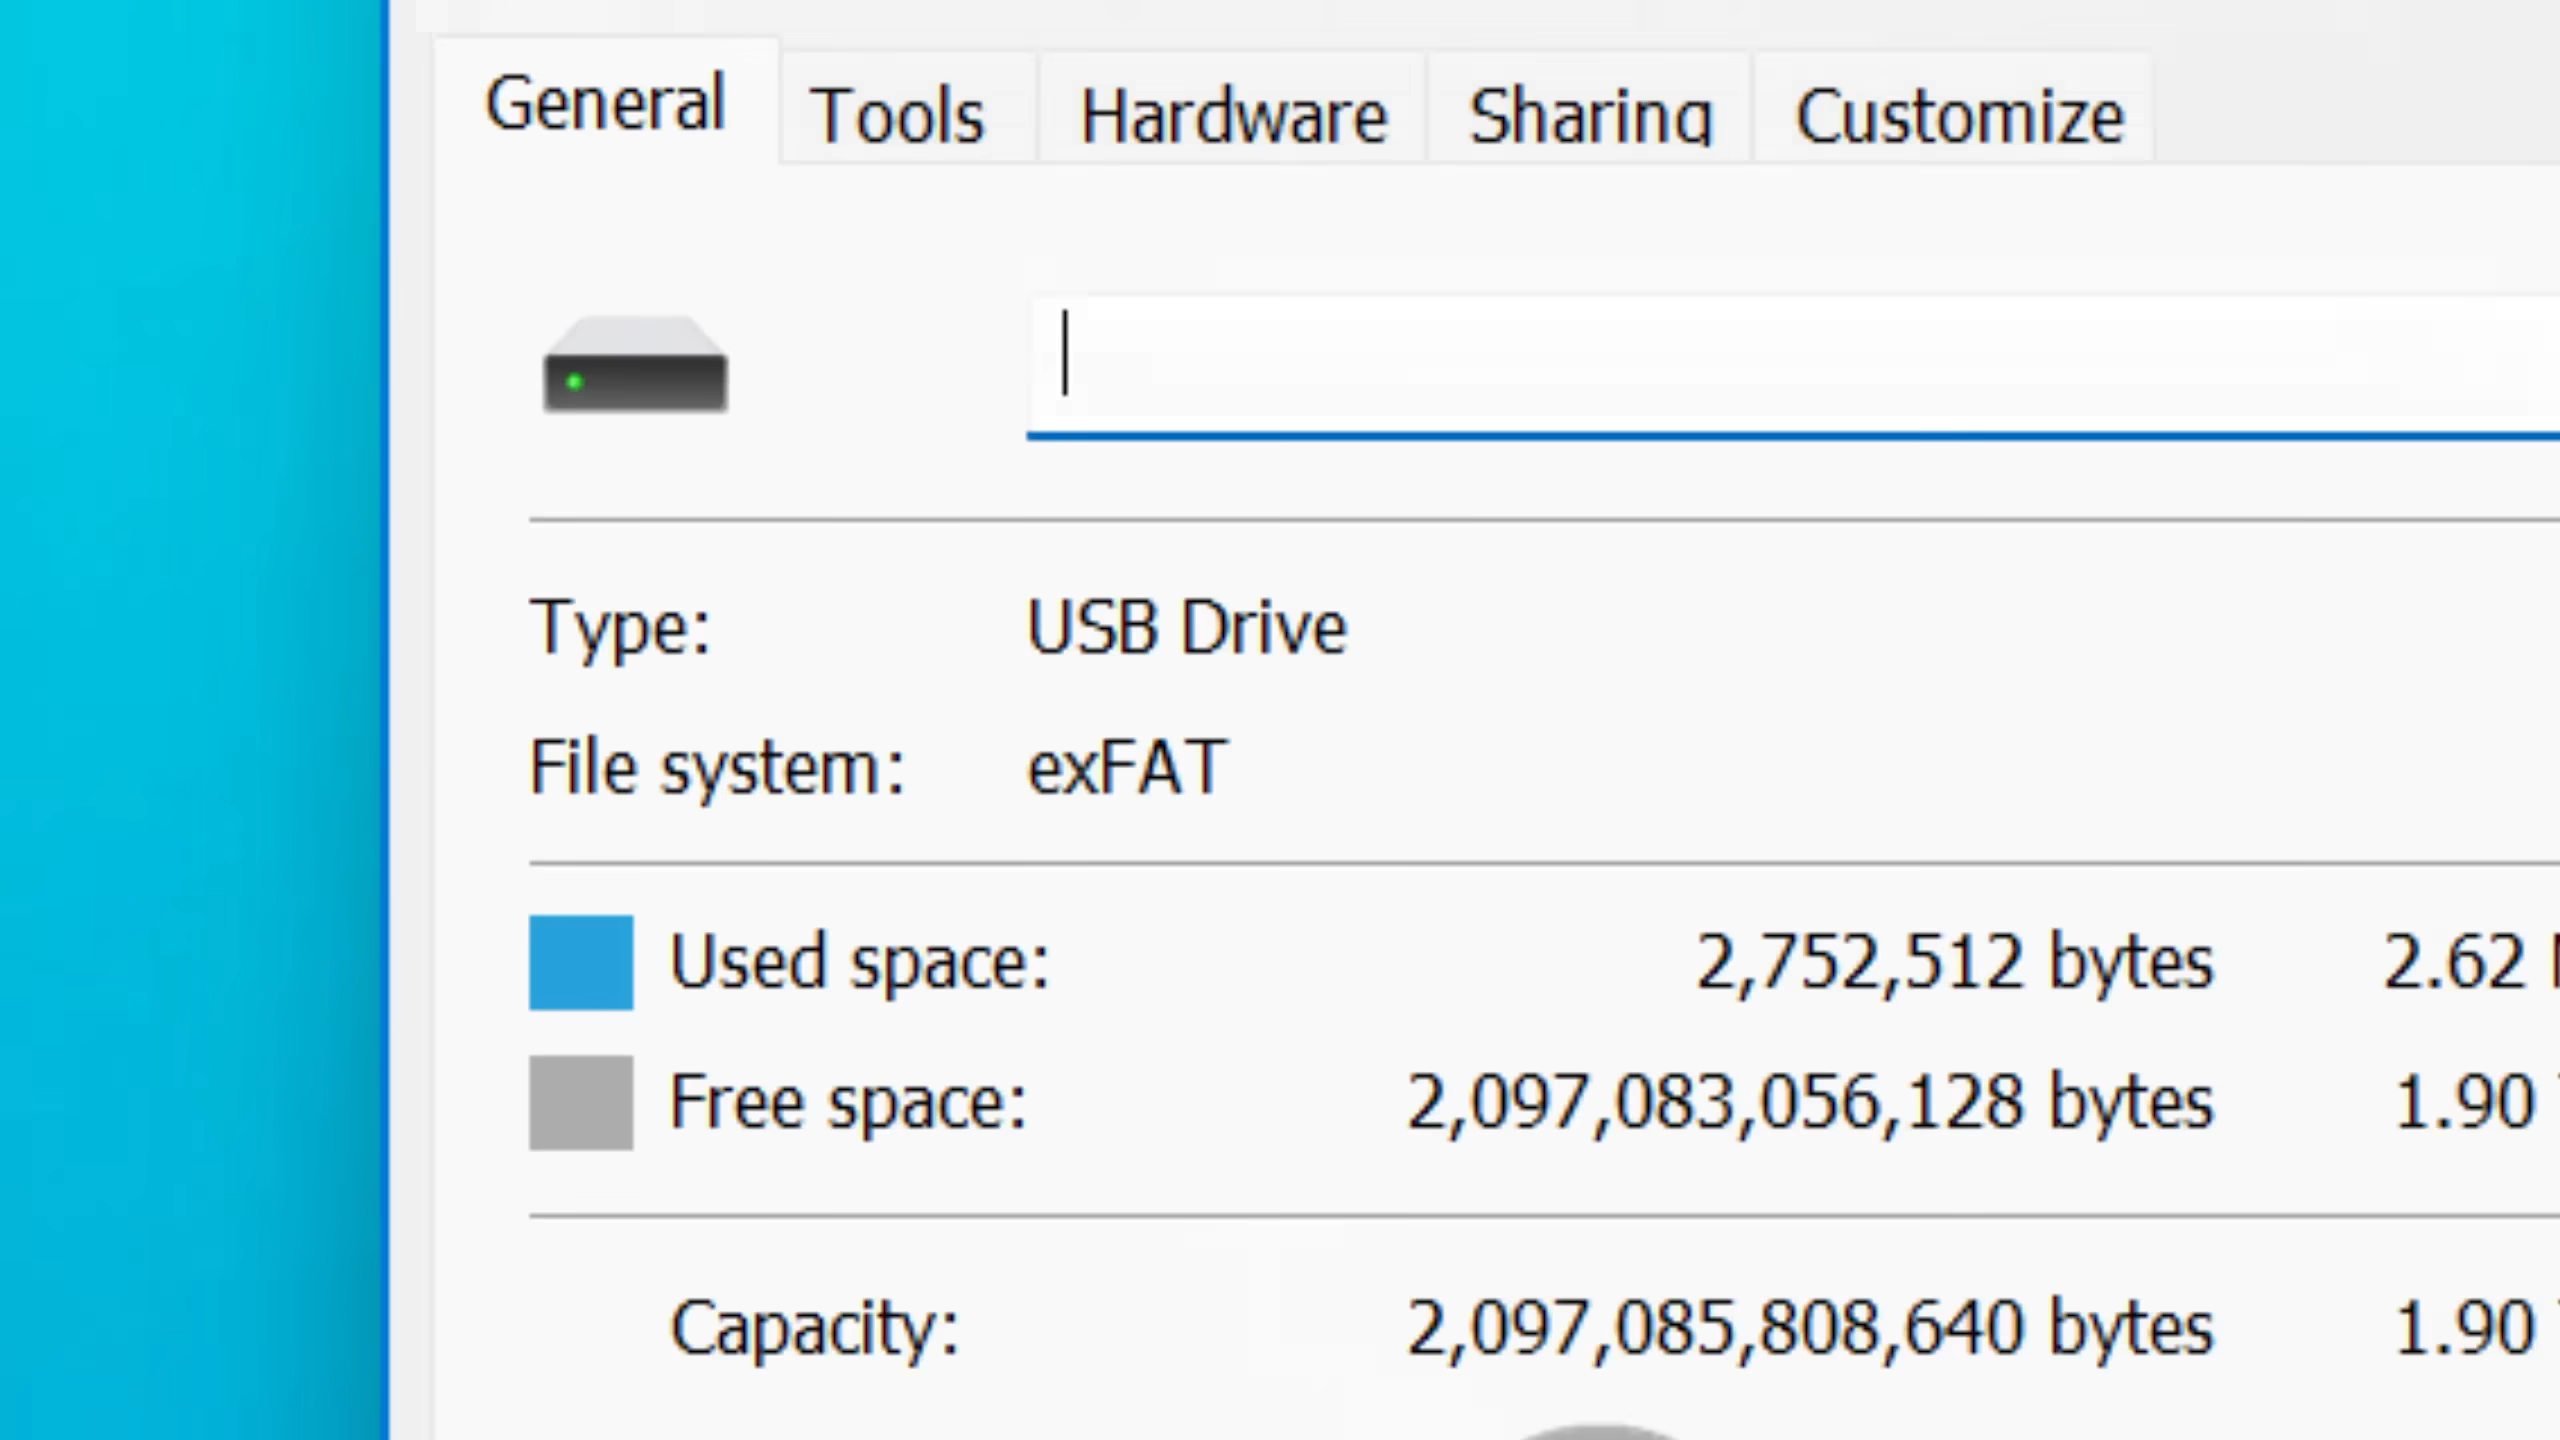 General Tools Hardware Sharing Customize
Type: USB Drive
File system: exFAT
Used space: 2,752,512 bytes 2.62
Free space: 2,097,083,056,128 bytes 1.90
Capacity: 2,097,085,808,640 bytes 1.90